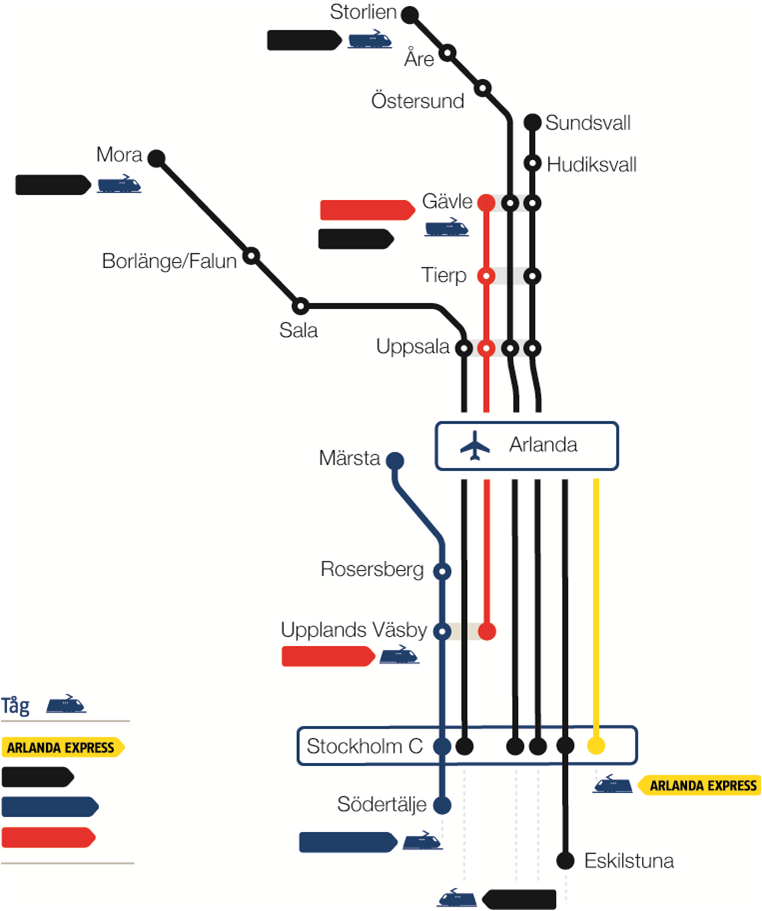 Storlien
Åre
Östersund
Sundsvall
Mora
Hudiksvall
Gävle
Borlänge/Falun
Tierp
Sala
Uppsala
Arlanda
Märsta
Rosersberg
Upplands Väsby
Tåg
ARLANDA EXPRESS
Stockholm C
ARLANDA EXPRESS
Södertälje
Eskilstuna